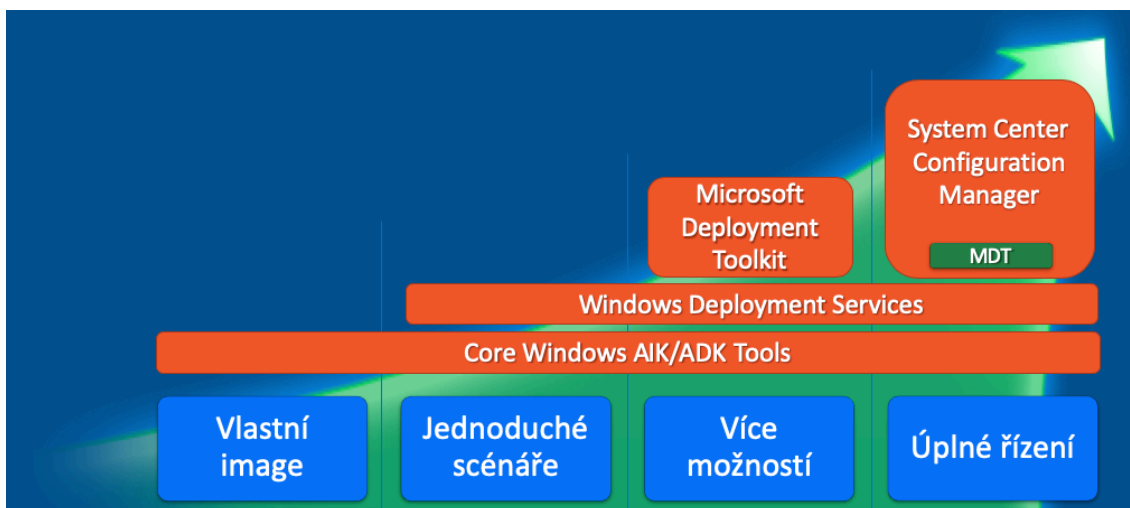 System Center
Configuration
Manager
MDT
Microsoft
Deployment
Toolkit
Windows Deployment Services
Core Windows AIK/ADK Tools
Vlastní
image
Jednoduché
scénáře
Více
možností
Úplné řízení